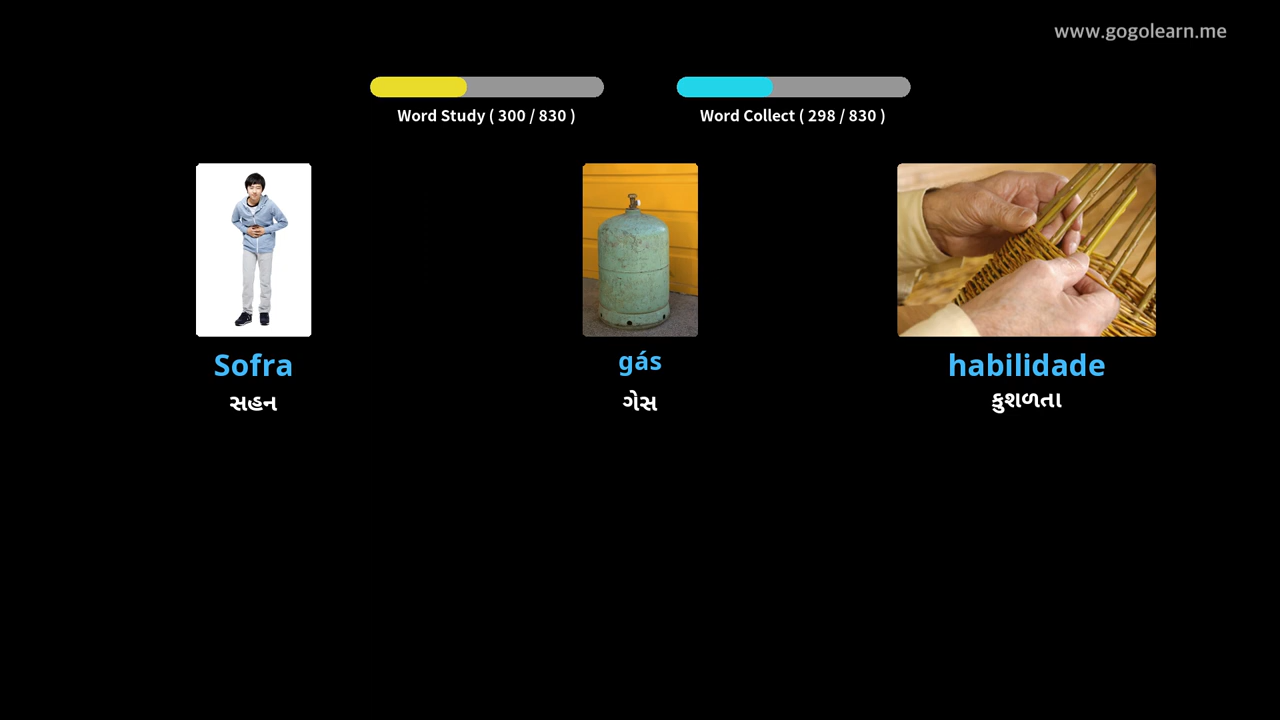 www.gogolearn.me
Word Study ( 300 / 830 )
Word Collect ( 298 / 830 )
Sofra
સહન
gás
ગેસ
habilidade
કુશળતા